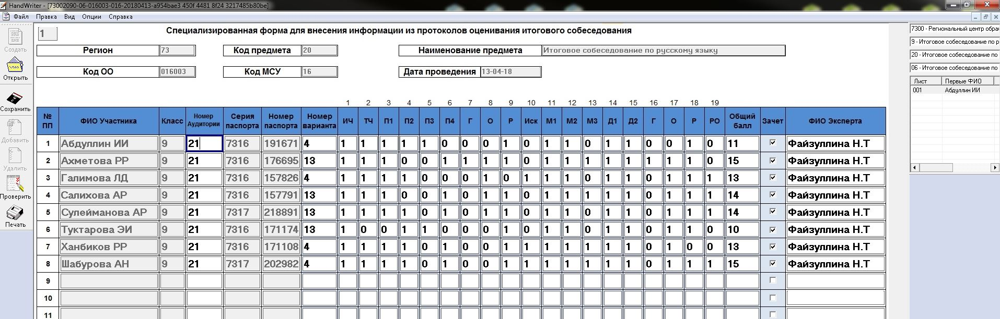 HandWriter - [73002090-06-016003-016-20180413-a954bae3 450f 4481 8f24 3217485b80be]
Файл Правка Вид Опции Справка
Создать
Открыть
Сохранить
Добавить
Удалить
Проверить
Печать
1 Специализированная форма для внесения информации из протоколов оценивания итогового собеседования
Регион 73 Код предмета 20 Наименование предмета Итоговое собеседование по русскому языку
Код ОО 016003 Код МСУ 16 Дата проведения 13-04-18
1 2 3 4 5 6 7 8 9 10 11 12 13 14 15 16 17 18 19
№ ПП ФИО Участника Класс Номер Аудитории Серия паспорта Номер паспорта Номер варианта ИЧ ТЧ П1 П2 П3 П4 Г О Р Иск М1 М2 М3 Д1 Д2 Г О Р РО Общий балл Зачет ФИО Эксперта
1 Абдуллин ИИ 9 21 7316 191671 4 1 1 1 1 1 0 0 0 1 0 1 1 0 1 1 0 0 1 0 11 Файзуллина Н.Т
2 Ахметова РР 9 21 7316 176695 13 1 1 1 0 0 1 1 1 1 0 1 1 1 1 1 1 1 1 0 15 Файзуллина Н.Т
3 Галимова ЛД 9 21 7316 157826 4 1 1 1 1 0 0 0 1 0 1 1 1 0 1 1 0 1 1 1 13 Файзуллина Н.Т
4 Салихова АР 9 21 7316 157791 13 1 1 1 0 0 1 0 1 1 0 1 1 1 1 1 0 1 1 1 14 Файзуллина Н.Т
5 Сулейманова АР 9 21 7317 218891 13 1 1 1 1 0 1 0 1 1 0 1 1 0 1 1 0 1 1 1 14 Файзуллина Н.Т
6 Туктарова ЭИ 9 21 7316 171174 13 1 0 0 1 1 0 0 0 1 0 1 1 0 1 1 0 1 1 0 10 Файзуллина Н.Т
7 Ханбиков РР 9 21 7316 171108 4 1 1 1 1 0 1 0 0 1 1 1 1 1 1 1 0 1 0 0 13 Файзуллина Н.Т
8 Шабурова АН 9 21 7317 202982 4 1 1 1 1 0 1 0 0 1 1 1 1 1 1 1 0 1 1 1 15 Файзуллина Н.Т
9
10
11
7300 - Региональный центр обра
9 - Итоговое собеседование по р
20 - Итоговое собеседование по
06 - Итоговое собеседование по
Лист Первые ФИО
001 Абдуллин ИИ